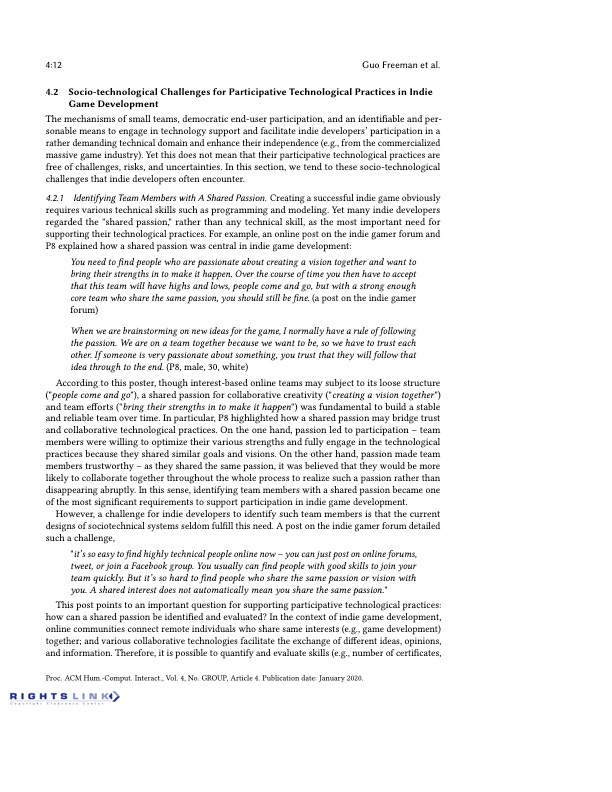 4:12 Guo Freeman et al.
4.2 Socio-technological Challenges for Participative Technological Practices in Indie
Game Development
The mechanisms of small teams, democratic end-user participation, and an identifiable and per-
sonable means to engage in technology support and facilitate indie developers' participation in a
rather demanding technical domain and enhance their independence (e.g., from the commercialized
massive game industry). Yet this does not mean that their participative technological practices are
free of challenges, risks, and uncertainties. In this section, we tend to these socio-technological
challenges that indie developers often encounter.
4.2.1 Identifying Team Members with A Shared Passion. Creating a successful indie game obviously
requires various technical skills such as programming and modeling. Yet many indie developers
regarded the "shared passion," rather than any technical skill, as the most important need for
supporting their technological practices. For example, an online post on the indie gamer forum and
P8 explained how a shared passion was central in indie game development:
You need to find people who are passionate about creating a vision together and want to
bring their strengths in to make it happen. Over the course of time you then have to accept
that this team will have highs and lows, people come and go, but with a strong enough
core team who share the same passion, you should still be fine. (a post on the indie gamer
forum)
When we are brainstorming on new ideas for the game, I normally have a rule of following
the passion. We are on a team together because we want to be, so we have to trust each
other. If someone is very passionate about something, you trust that they will follow that
idea through to the end. (P8, male, 30, white)
According to this poster, though interest-based online teams may subject to its loose structure
("people come and go"), a shared passion for collaborative creativity ("creating a vision together")
and team efforts ("bring their strengths in to make it happen") was fundamental to build a stable
and reliable team over time. In particular, P8 highlighted how a shared passion may bridge trust
and collaborative technological practices. On the one hand, passion led to participation – team
members were willing to optimize their various strengths and fully engage in the technological
practices because they shared similar goals and visions. On the other hand, passion made team
members trustworthy – as they shared the same passion, it was believed that they would be more
likely to collaborate together throughout the whole process to realize such a passion rather than
disappearing abruptly. In this sense, identifying team members with a shared passion became one
of the most significant requirements to support participation in indie game development.
However, a challenge for indie developers to identify such team members is that the current
designs of sociotechnical systems seldom fulfill this need. A post on the indie gamer forum detailed
such a challenge,
"it's so easy to find highly technical people online now – you can just post on online forums,
tweet, or join a Facebook group. You usually can find people with good skills to join your
team quickly. But it's so hard to find people who share the same passion or vision with
you. A shared interest does not automatically mean you share the same passion."
This post points to an important question for supporting participative technological practices:
how can a shared passion be identified and evaluated? In the context of indie game development,
online communities connect remote individuals who share same interests (e.g., game development)
together; and various collaborative technologies facilitate the exchange of different ideas, opinions,
and information. Therefore, it is possible to quantify and evaluate skills (e.g., number of certificates,
Proc. ACM Hum.-Comput. Interact., Vol. 4, No. GROUP, Article 4. Publication date: January 2020.
RIGHTSLINK
Copyright Clearance Center